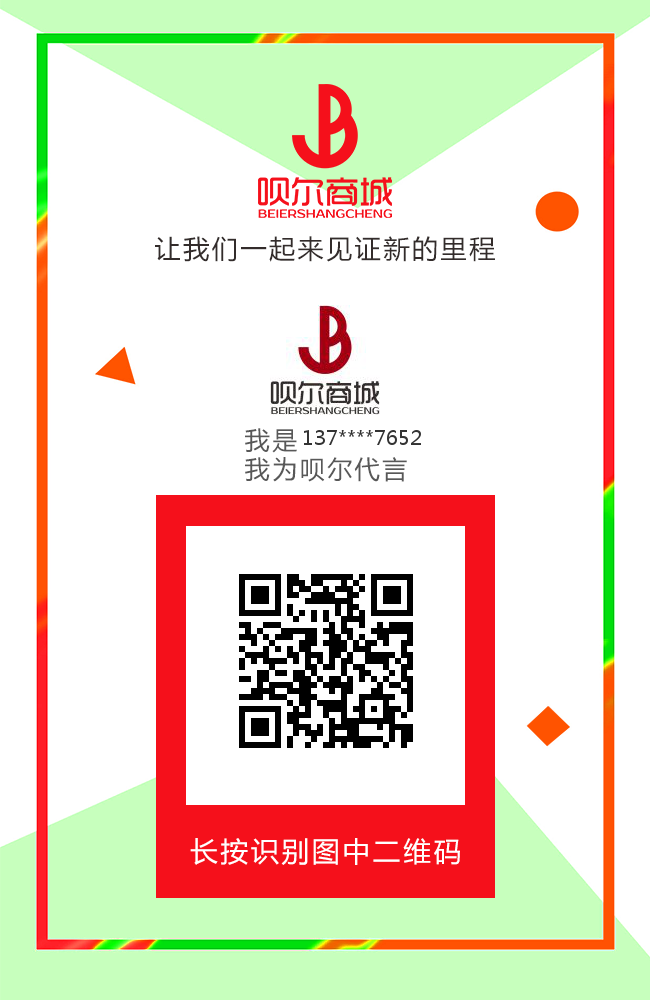 呗尔商城
BEIERSHANGCHENG
让我们一起来见证新的里程
呗尔商城
BEIERSHANGCHENG
我是 137****7652
我为呗尔代言
长按识别图中二维码